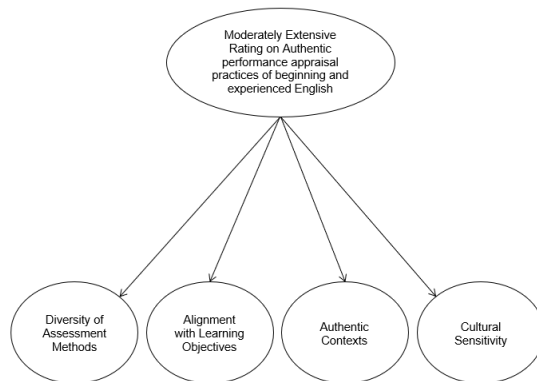 Moderately Extensive
Rating on Authentic
performance appraisal
practices of beginning and
experienced English
Diversity of
Assessment
Methods
Alignment
with Learning
Objectives
Authentic
Contexts
Cultural
Sensitivity